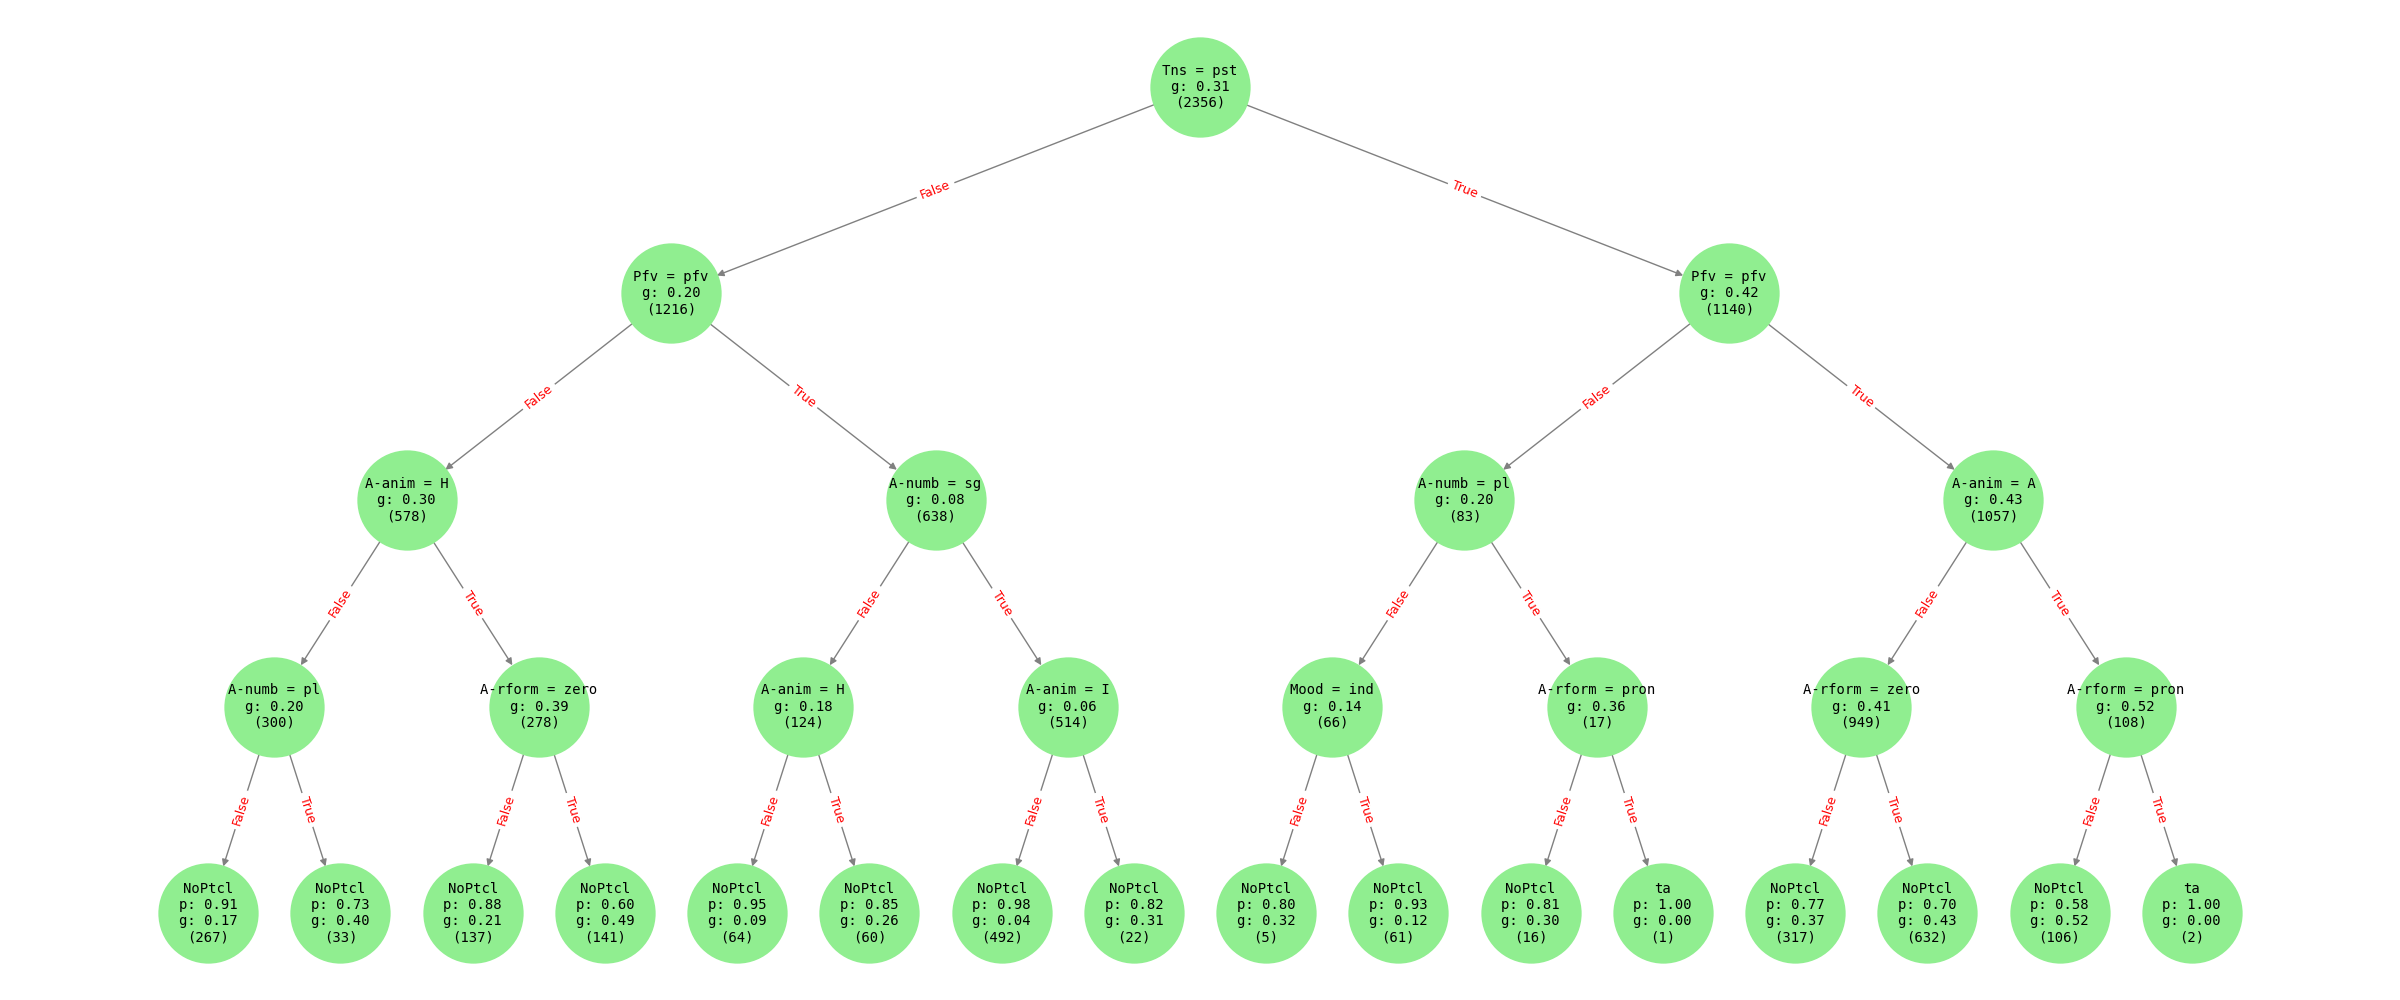 Tns = pst
g: 0.31
(2356)
False
True
Pfv = pfv
g: 0.20
(1216)
Pfv = pfv
g: 0.42
(1140)
False
True
False
True
A-anim = H
g: 0.30
(578)
A-numb = sg
g: 0.08
(638)
A-numb = pl
g: 0.20
(83)
A-anim = A
g: 0.43
(1057)
False
True
False
True
False
True
False
True
A-numb = pl
g: 0.20
(300)
A-rform = zero
g: 0.39
(278)
A-anim = H
g: 0.18
(124)
A-anim = I
g: 0.06
(514)
Mood = ind
g: 0.14
(66)
A-rform = pron
g: 0.36
(17)
A-rform = zero
g: 0.41
(949)
A-rform = pron
g: 0.52
(108)
False
True
False
True
False
True
False
True
False
True
False
True
False
True
False
True
NoPtcl
p: 0.91
g: 0.17
(267)
NoPtcl
p: 0.73
g: 0.40
(33)
NoPtcl
p: 0.88
g: 0.21
(137)
NoPtcl
p: 0.60
g: 0.49
(141)
NoPtcl
p: 0.95
g: 0.09
(64)
NoPtcl
p: 0.85
g: 0.26
(60)
NoPtcl
p: 0.98
g: 0.04
(492)
NoPtcl
p: 0.82
g: 0.31
(22)
NoPtcl
p: 0.80
g: 0.32
(5)
NoPtcl
p: 0.93
g: 0.12
(61)
NoPtcl
p: 0.81
g: 0.30
(16)
ta
p: 1.00
g: 0.00
(1)
NoPtcl
p: 0.77
g: 0.37
(317)
NoPtcl
p: 0.70
g: 0.43
(632)
NoPtcl
p: 0.58
g: 0.52
(106)
ta
p: 1.00
g: 0.00
(2)